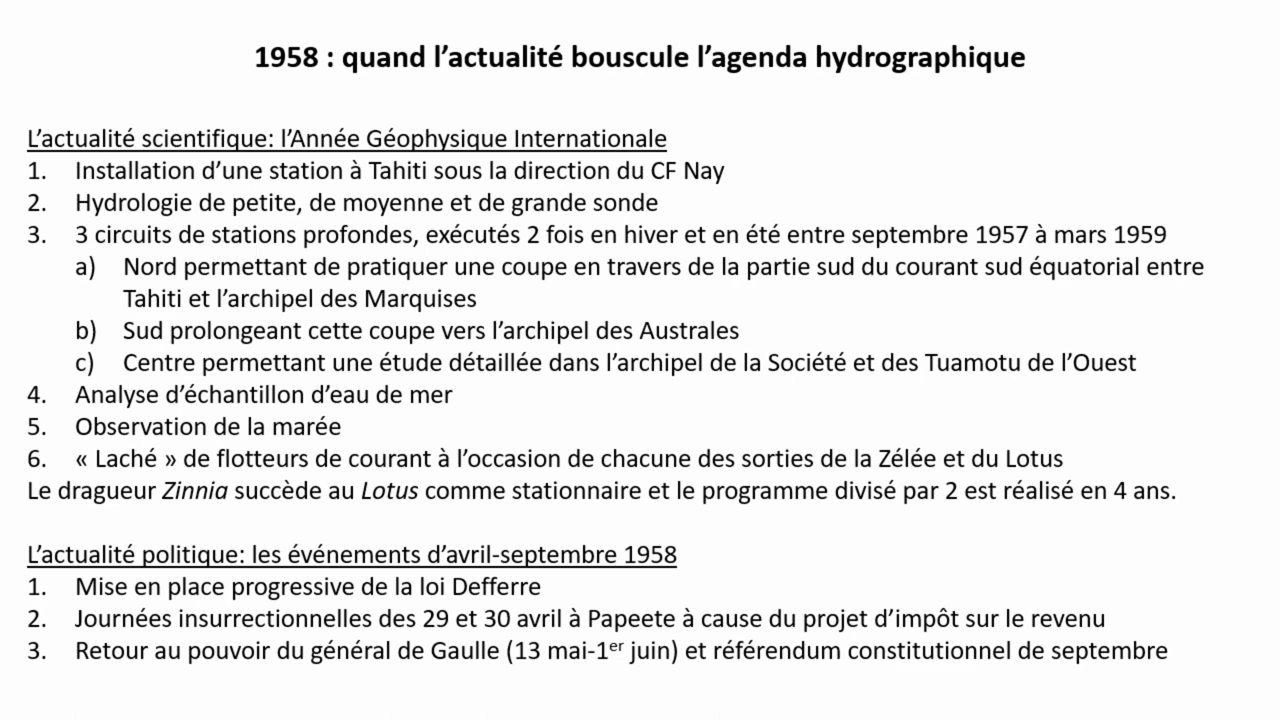 1958 : quand l’actualité bouscule l’agenda hydrographique
L’actualité scientifique: l’Année Géophysique Internationale
1. Installation d’une station à Tahiti sous la direction du CF Nay
2. Hydrologie de petite, de moyenne et de grande sonde
3. 3 circuits de stations profondes, exécutés 2 fois en hiver et en été entre septembre 1957 à mars 1959
a) Nord permettant de pratiquer une coupe en travers de la partie sud du courant sud équatorial entre
Tahiti et l’archipel des Marquises
b) Sud prolongeant cette coupe vers l’archipel des Australes
c) Centre permettant une étude détaillée dans l’archipel de la Société et des Tuamotu de l’Ouest
4. Analyse d’échantillon d’eau de mer
5. Observation de la marée
6. « Laché » de flotteurs de courant à l’occasion de chacune des sorties de la Zélée et du Lotus
Le dragueur Zinnia succède au Lotus comme stationnaire et le programme divisé par 2 est réalisé en 4 ans.
L’actualité politique: les événements d’avril-septembre 1958
1. Mise en place progressive de la loi Defferre
2. Journées insurrectionnelles des 29 et 30 avril à Papeete à cause du projet d’impôt sur le revenu
3. Retour au pouvoir du général de Gaulle (13 mai-1er juin) et référendum constitutionnel de septembre